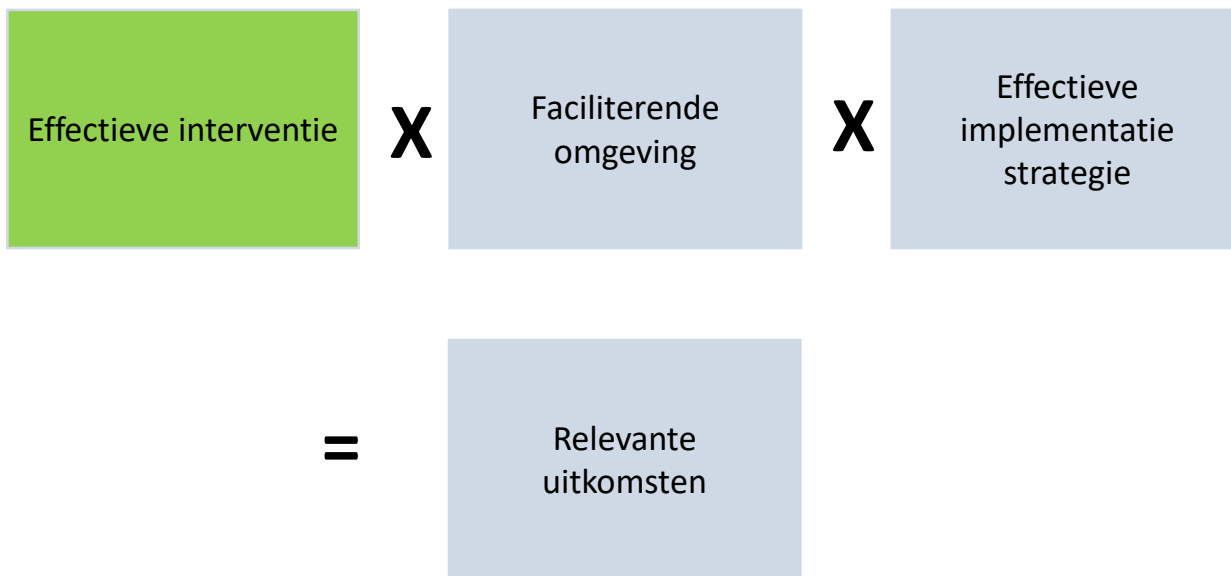 Effectieve interventie
X
Faciliterende
omgeving
X
Effectieve
implementatie
strategie
=
Relevante
uitkomsten